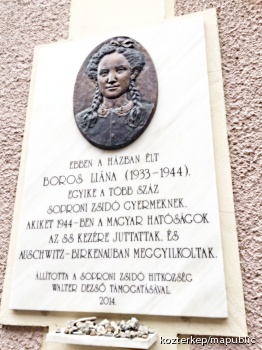 EBBEN A HÁZBAN ÉLT
BOROS LIÁNA (1933-1944),
EGYIKE A TÖBB SZÁZ
SOPRONI ZSIDÓ GYERMEKNEK,
AKIKET 1944-BEN A MAGYAR HATÓSÁGOK
AZ SS KEZÉRE JUTTATTAK, ÉS
AUSCHWITZ-BIRKENAUBAN MEGGYILKOLTAK.
ÁLLÍTOTTA A SOPRONI ZSIDÓ HITKÖZSÉG
WALTER DEZSŐ TÁMOGATÁSÁVAL
2014.
kozterkep/mapublic